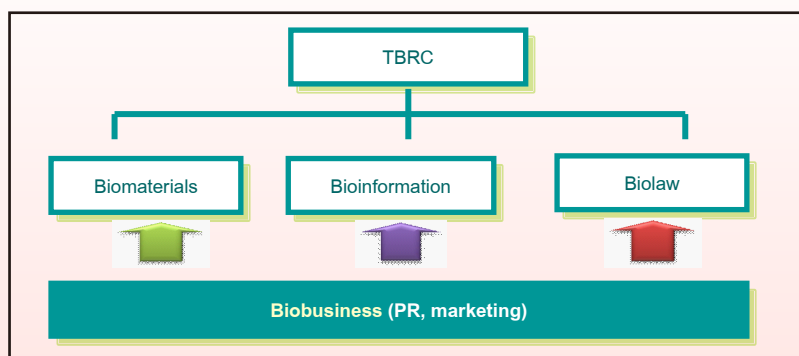 TBRC
Biomaterials
Bioinformation
Biolaw
Biobusiness (PR, marketing)